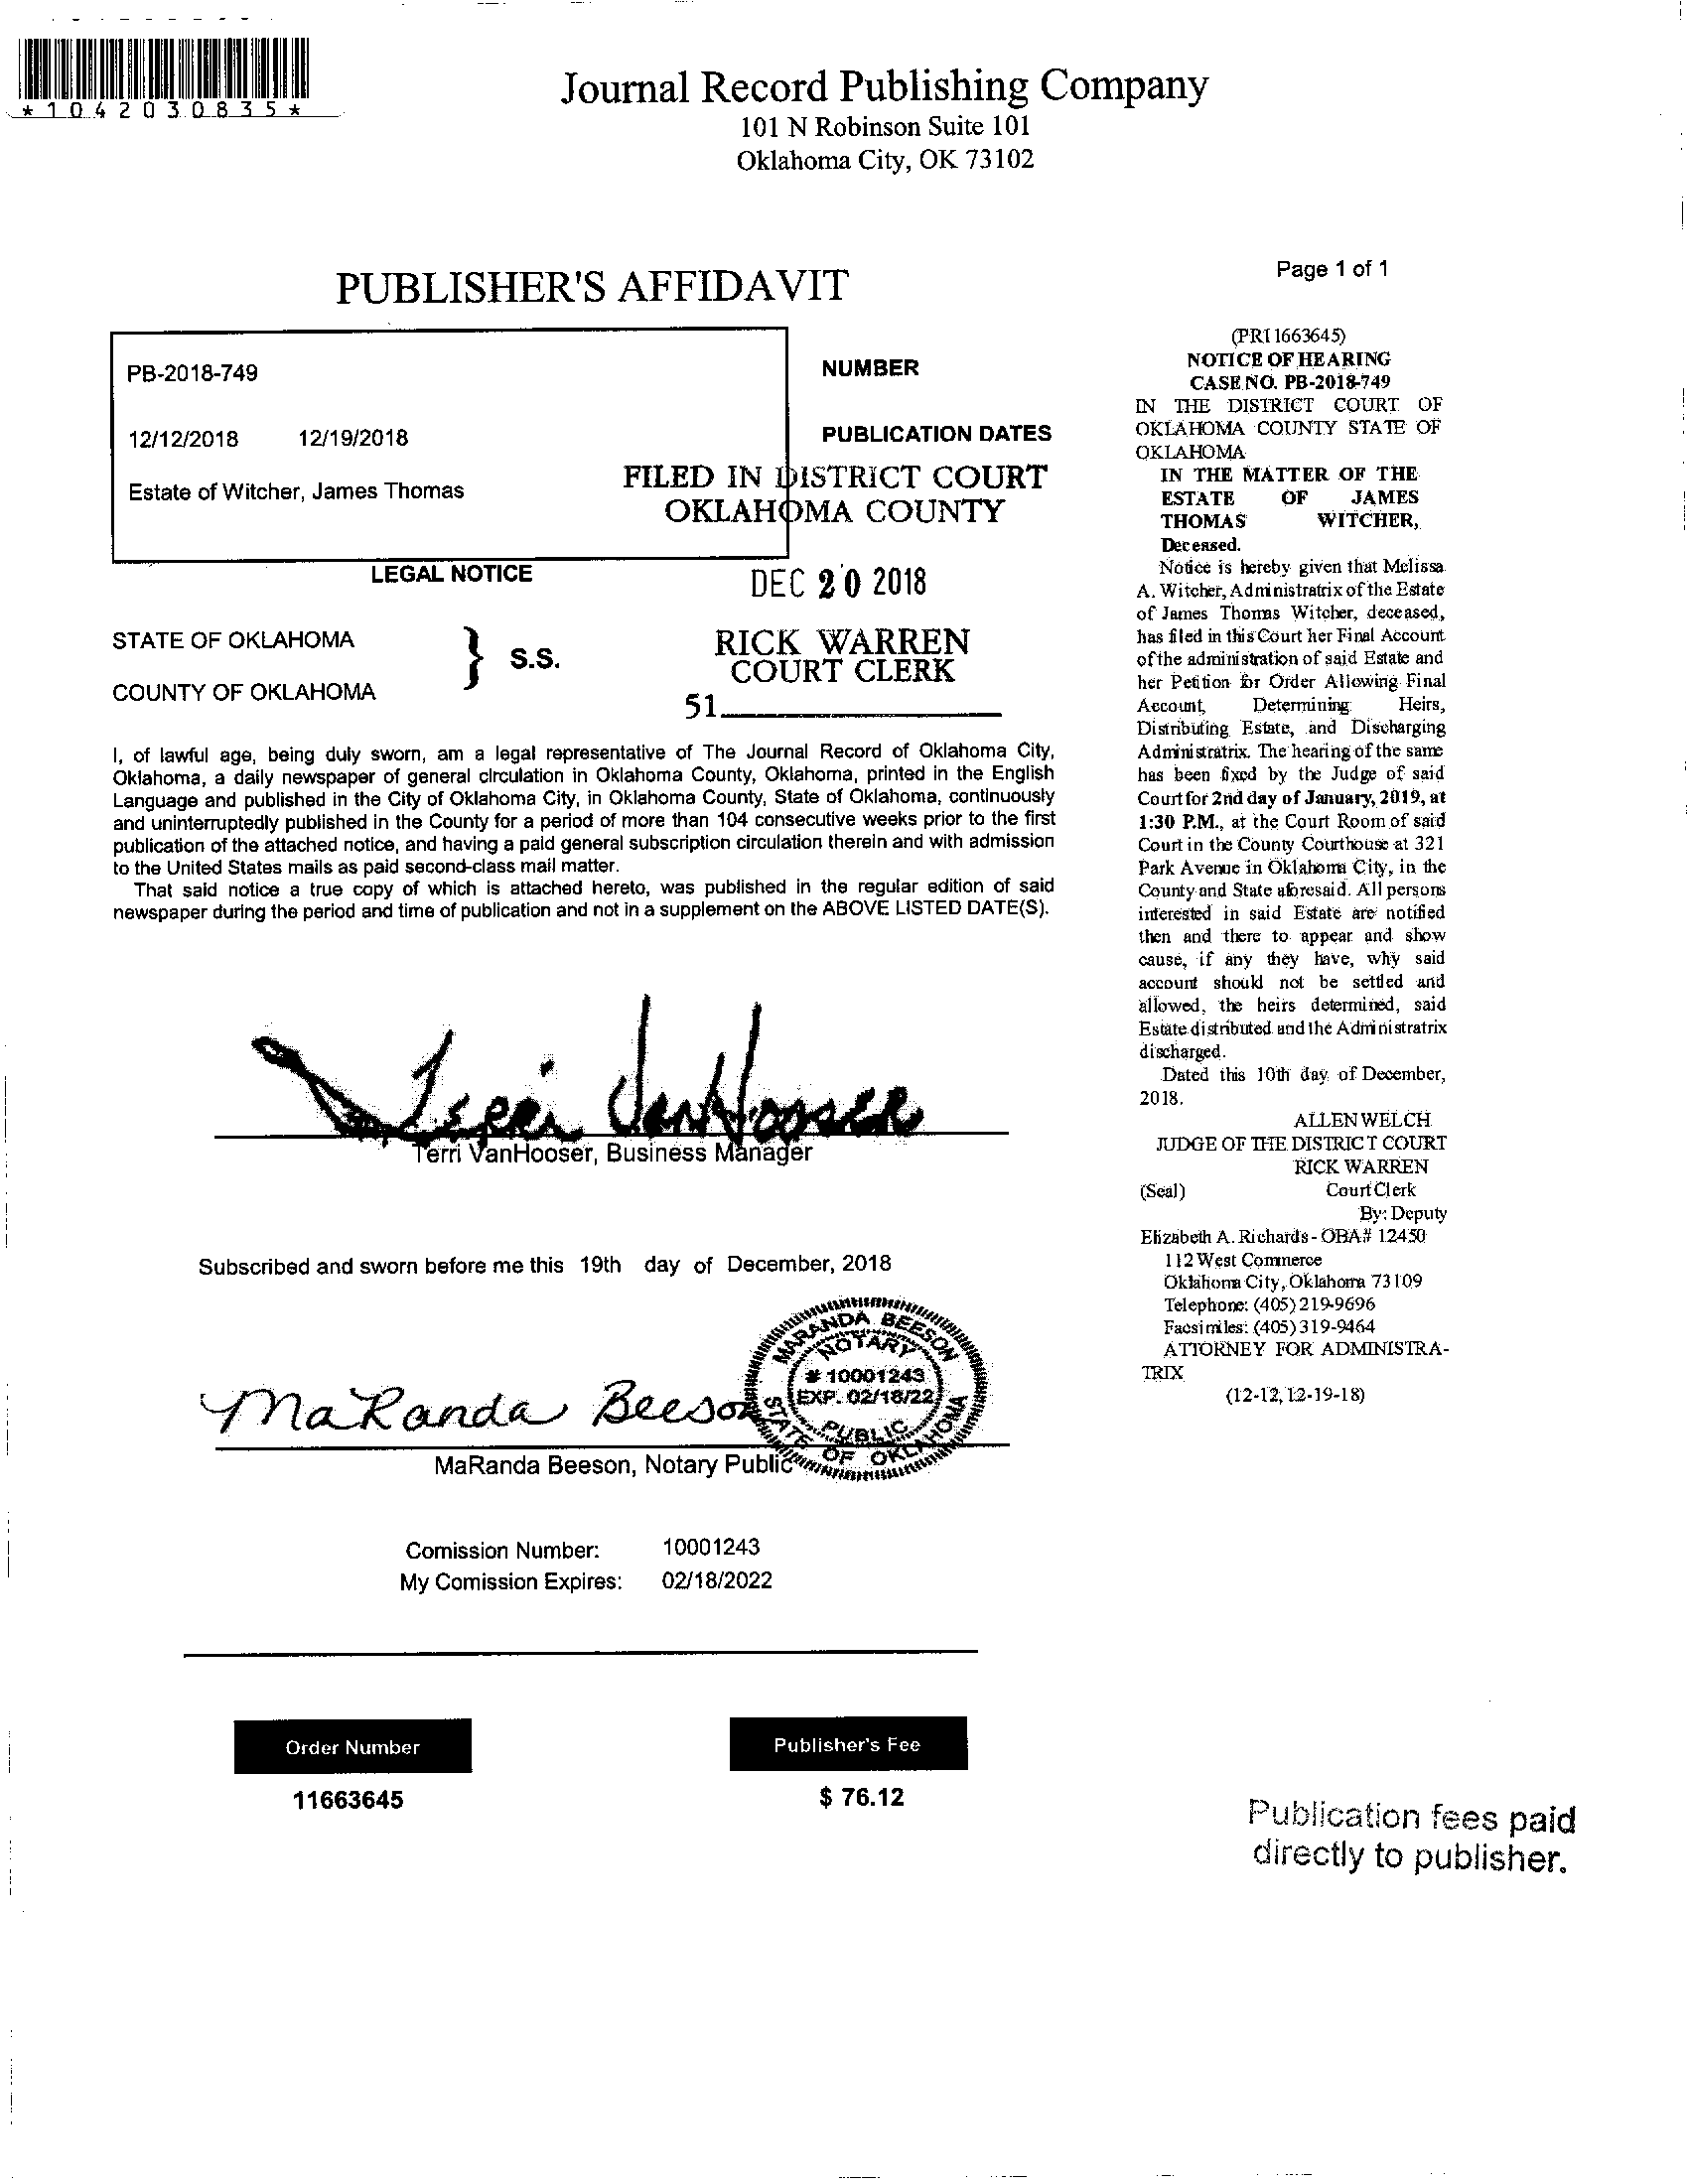 *1042030835*
Journal Record Publishing Company
101 N Robinson Suite 101
Oklahoma City, OK 73102
PUBLISHER'S AFFIDAVIT
Page 1 of 1
PB-2018-749
NUMBER
12/12/2018 12/19/2018
PUBLICATION DATES
Estate of Witcher, James Thomas
FILED IN DISTRICT COURT
OKLAHOMA COUNTY
LEGAL NOTICE
DEC 20 2018
STATE OF OKLAHOMA
} S.S.
COUNTY OF OKLAHOMA
RICK WARREN
COURT CLERK
51
I, of lawful age, being duly sworn, am a legal representative of The Journal Record of Oklahoma City,
Oklahoma, a daily newspaper of general circulation in Oklahoma County, Oklahoma, printed in the English
Language and published in the City of Oklahoma City, in Oklahoma County, State of Oklahoma, continuously
and uninterruptedly published in the County for a period of more than 104 consecutive weeks prior to the first
publication of the attached notice, and having a paid general subscription circulation therein and with admission
to the United States mails as paid second-class mail matter.
That said notice a true copy of which is attached hereto, was published in the regular edition of said
newspaper during the period and time of publication and not in a supplement on the ABOVE LISTED DATE(S).
Terri VanHooser
Terri VanHooser, Business Manager
Subscribed and sworn before me this 19th day of December, 2018
MaRanda Beeson
MARANDA BEESON
NOTARY
# 10001243
EXP. 02/18/22
PUBLIC
STATE OF OKLAHOMA
MaRanda Beeson, Notary Public
Comission Number: 10001243
My Comission Expires: 02/18/2022
Order Number
11663645
Publisher's Fee
$ 76.12
(PRI 1663645)
NOTICE OF HEARING
CASE NO. PB-2018-749
IN THE DISTRICT COURT OF
OKLAHOMA COUNTY STATE OF
OKLAHOMA
IN THE MATTER OF THE
ESTATE OF JAMES
THOMAS WITCHER,
Deceased.
Notice is hereby given that Melissa
A. Witcher, Administratrix of the Estate
of James Thomas Witcher, deceased,
has filed in this Court her Final Account
of the administration of said Estate and
her Petition for Order Allowing Final
Account, Determining Heirs,
Distributing Estate, and Discharging
Administratrix. The hearing of the same
has been fixed by the Judge of said
Court for 2nd day of January, 2019, at
1:30 P.M., at the Court Room of said
Court in the County Courthouse at 321
Park Avenue in Oklahoma City, in the
County and State aforesaid. All persons
interested in said Estate are notified
then and there to appear and show
cause, if any they have, why said
account should not be settled and
allowed, the heirs determined, said
Estate distributed and the Administratrix
discharged.
Dated this 10th day of December,
2018.
ALLEN WELCH
JUDGE OF THE DISTRICT COURT
RICK WARREN
(Seal) Court Clerk
By: Deputy
Elizabeth A. Richards - OBA# 12450
112 West Commerce
Oklahoma City, Oklahoma 73109
Telephone: (405) 219-9696
Facsimiles: (405) 319-9464
ATTORNEY FOR ADMINISTRA-
TRIX
(12-12, 12-19-18)
Publication fees paid
directly to publisher.